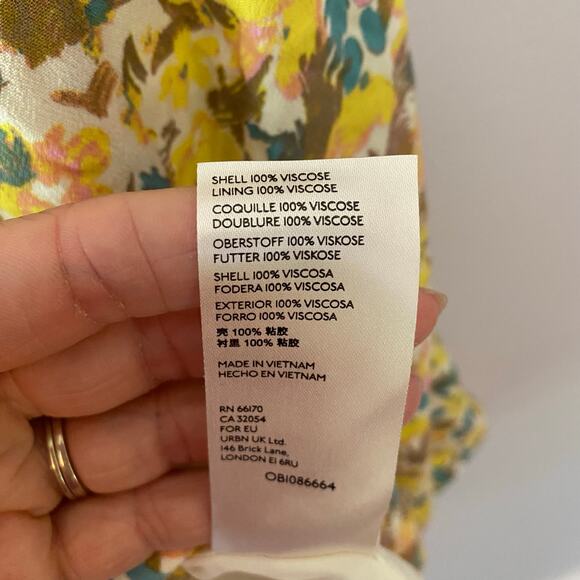 SHELL 100% VISCOSE
LINING 100% VISCOSE
COQUILLE 100% VISCOSE
DOUBLURE 100% VISCOSE
OBERSTOFF 100% VISKOSE
FUTTER 100% VISKOSE
SHELL 100% VISCOSA
FODERA 100% VISCOSA
EXTERIOR 100% VISCOSA
FORRO 100% VISCOSA
壳 100% 粘胶
衬里 100% 粘胶
MADE IN VIETNAM
HECHO EN VIETNAM
RN 66170
CA 32054
FOR EU
URBN UK Ltd.
146 Brick Lane,
LONDON E1 6RU
OB1086664